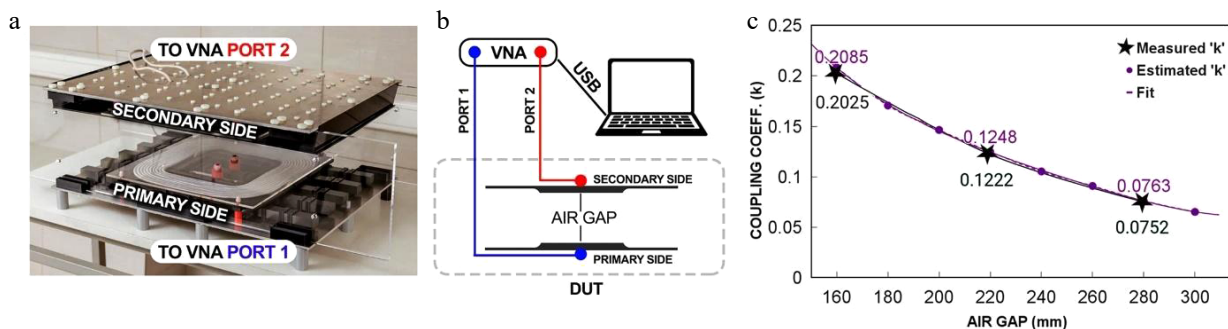 a
TO VNA PORT 2
SECONDARY SIDE
PRIMARY SIDE
TO VNA PORT 1
b
VNA
USB
PORT 1
PORT 2
SECONDARY SIDE
AIR GAP
PRIMARY SIDE
DUT
c
COUPLING COEFF. (k)
0.2
0.15
0.1
0.05
0
0.2085
0.2025
0.1248
0.1222
0.0763
0.0752
Measured 'k'
Estimated 'k'
Fit
160 180 200 220 240 260 280 300
AIR GAP (mm)